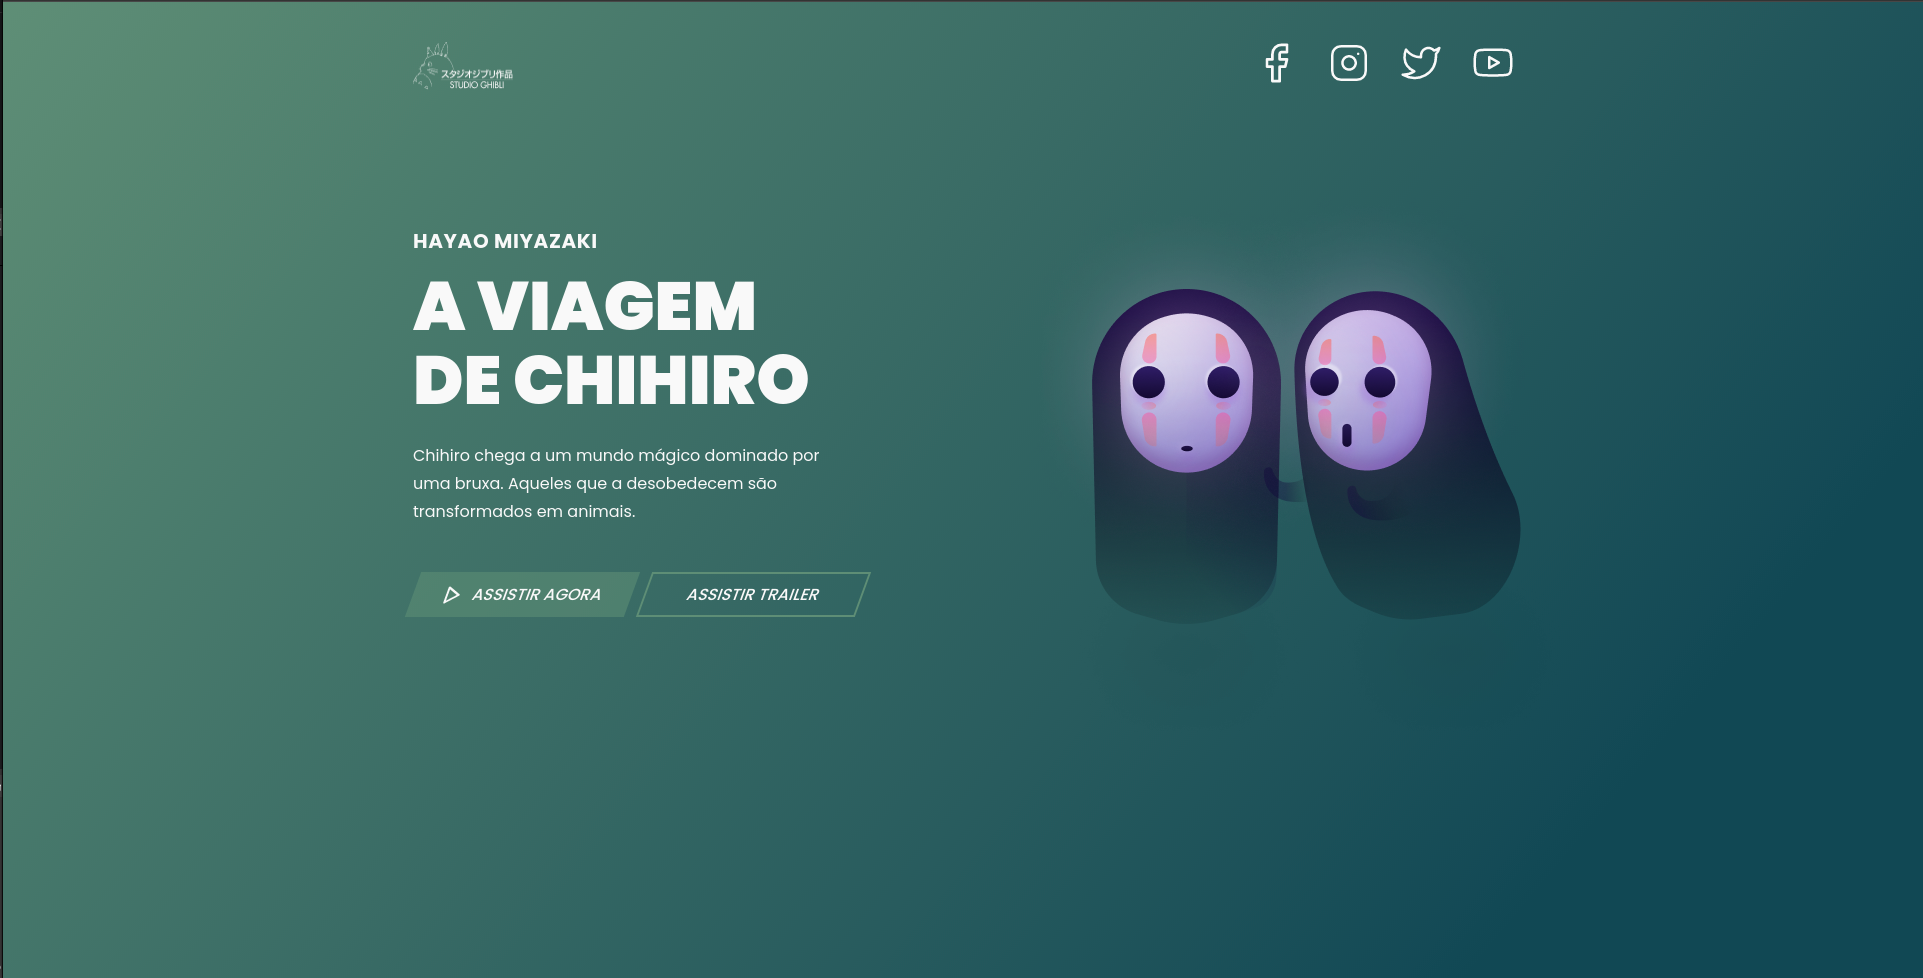 スタジオジブリ作品
STUDIO GHIBLI
HAYAO MIYAZAKI
A VIAGEM
DE CHIHIRO
Chihiro chega a um mundo mágico dominado por
uma bruxa. Aqueles que a desobedecem são
transformados em animais.
ASSISTIR AGORA
ASSISTIR TRAILER